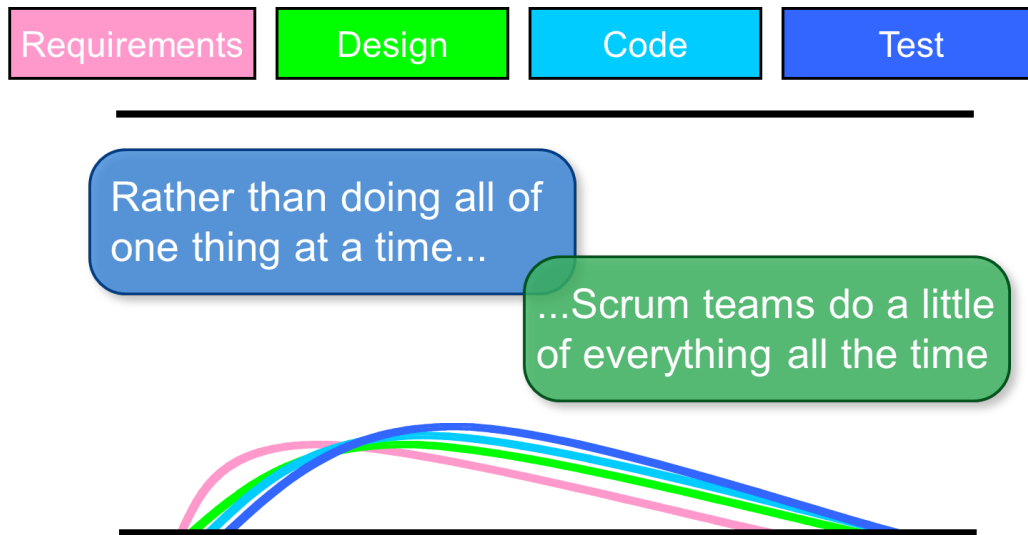 Requirements
Design
Code
Test
Rather than doing all of
one thing at a time...
...Scrum teams do a little
of everything all the time